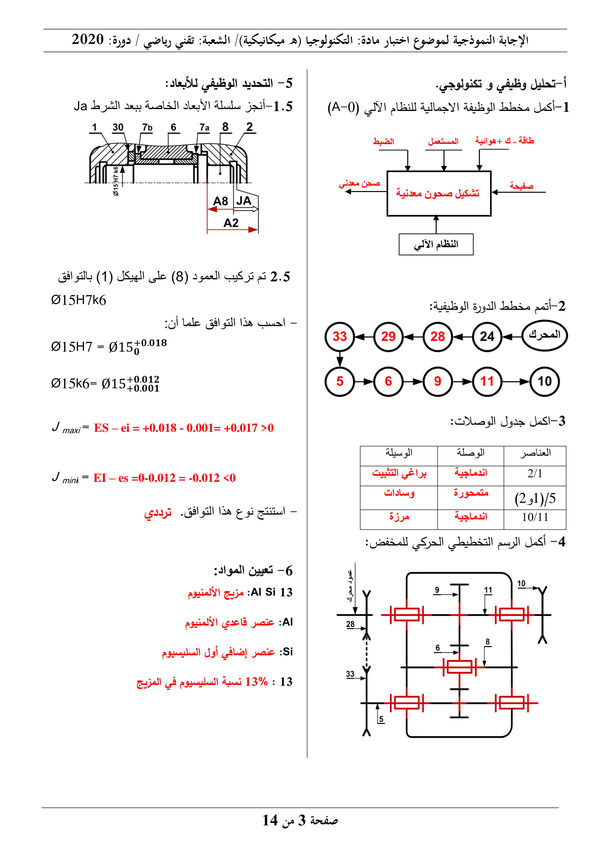 الإجابة النموذجية لموضوع اختبار مادة: التكنولوجيا (هـ ميكانيكية)/ الشعبة: تقني رياضي / دورة: 2020
أ-تحليل وظيفي و تكنولوجي.
1-أكمل مخطط الوظيفة الاجمالية للنظام الآلي (A-0)
طاقة ـ ك +هوائية
المستعمل
الضبط
صفيحة
تشكيل صحون معدنية
صحن معدني
النظام الآلي
2-أتمم مخطط الدورة الوظيفية:
المحرك
24
28
29
33
5
6
9
11
10
3-اكمل جدول الوصلات:
العناصر الوصلة الوسيلة
2/1 اندماجية براغي التثبيت
5/(1و2) متمحورة وسادات
10/11 اندماجية مرزة
4- أكمل الرسم التخطيطي الحركي للمخفض:
عمود محرك
9
11
10
28
6
8
33
5
5- التحديد الوظيفي للأبعاد:
1.5-أنجز سلسلة الأبعاد الخاصة ببعد الشرط Ja
1 30 7b 6 7a 8 2
Ø15 H7 k6
A8 JA
A2
2.5 تم تركيب العمود (8) على الهيكل (1) بالتوافق
Ø15H7k6
- احسب هذا التوافق علما أن:
Ø15H7 = Ø15 +0.018 0
Ø15k6= Ø15 +0.012 +0.001
J maxi = ES – ei = +0.018 - 0.001= +0.017 >0
J mini = EI – es =0-0.012 = -0.012 <0
- استنتج نوع هذا التوافق. ترددي
6- تعيين المواد:
Al Si 13: مزيج الألمنيوم
Al: عنصر قاعدي الألمنيوم
Si: عنصر إضافي أول السليسيوم
13 : 13% نسبة السليسيوم في المزيج
صفحة 3 من 14